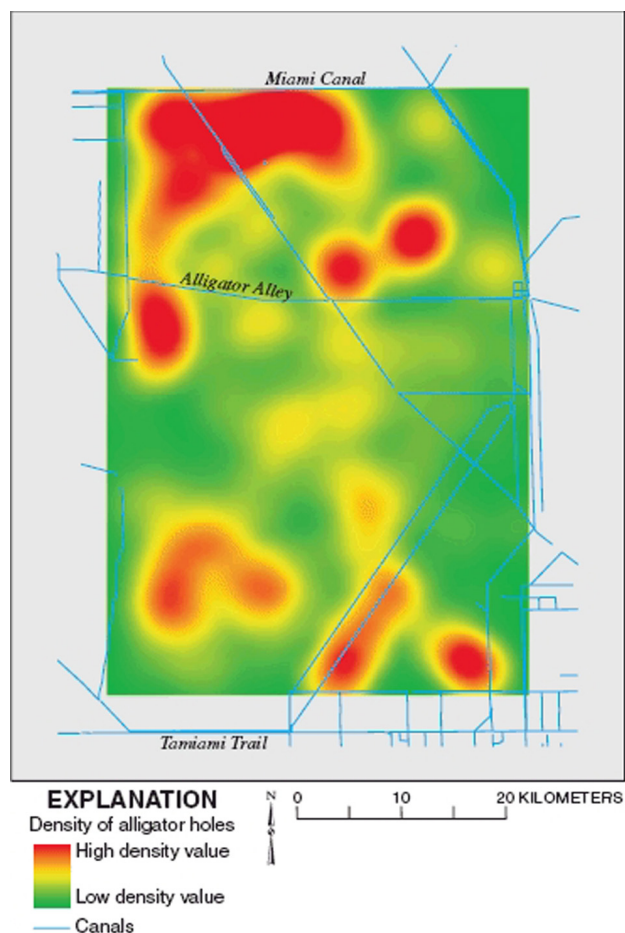 Miami Canal
Alligator Alley
Tamiami Trail
EXPLANATION
Density of alligator holes
High density value
Low density value
Canals
N
S
0 10 20 KILOMETERS